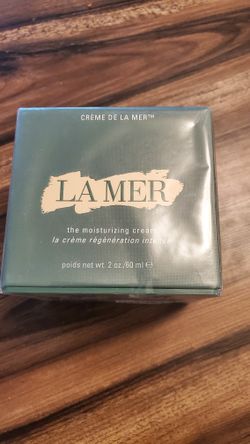 CRÈME DE LA MER™
LA MER
the moisturizing cream
la crème régénération intense
poids net wt. 2 oz./60 ml ℮